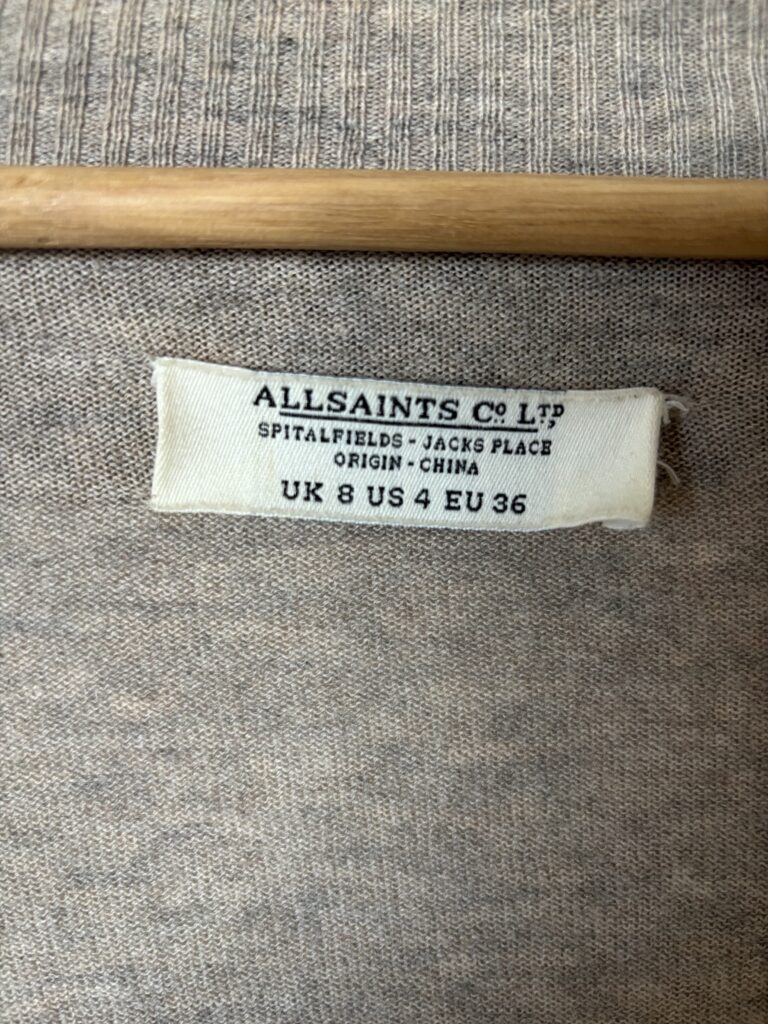 ALLSAINTS Cº. LTD,
SPITALFIELDS - JACKS PLACE
ORIGIN - CHINA
UK 8 US 4 EU 36